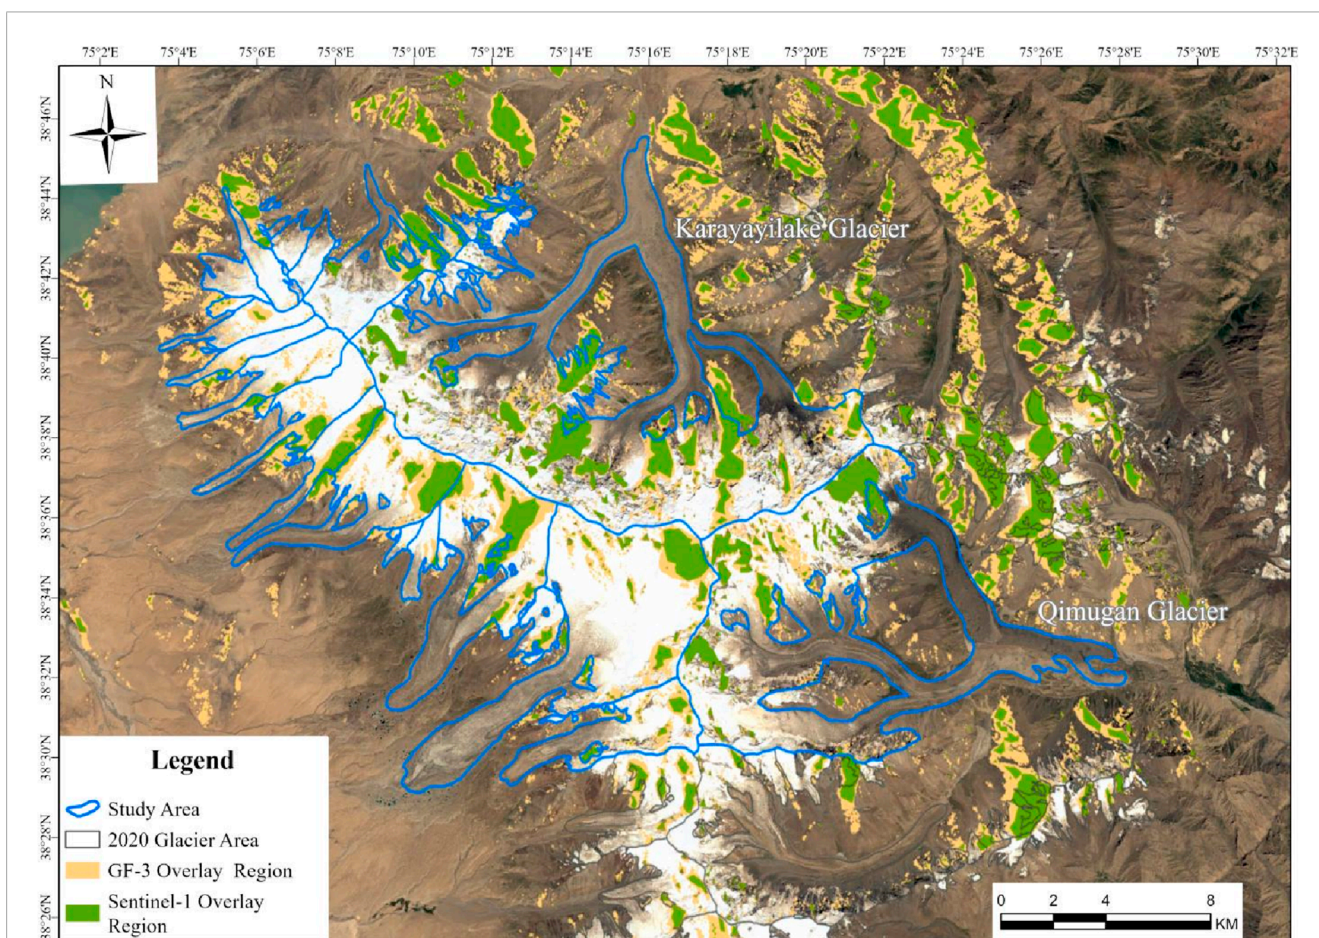 75°2'E 75°4'E 75°6'E 75°8'E 75°10'E 75°12'E 75°14'E 75°16'E 75°18'E 75°20'E 75°22'E 75°24'E 75°26'E 75°28'E 75°30'E 75°32'E
N
38°46'N
38°44'N
Karayayilake Glacier
38°42'N
38°40'N
38°38'N
38°36'N
38°34'N
Qimugan Glacier
38°32'N
38°30'N
Legend
Study Area
2020 Glacier Area
GF-3 Overlay Region
Sentinel-1 Overlay
Region
38°28'N
38°26'N
0 2 4 8
KM